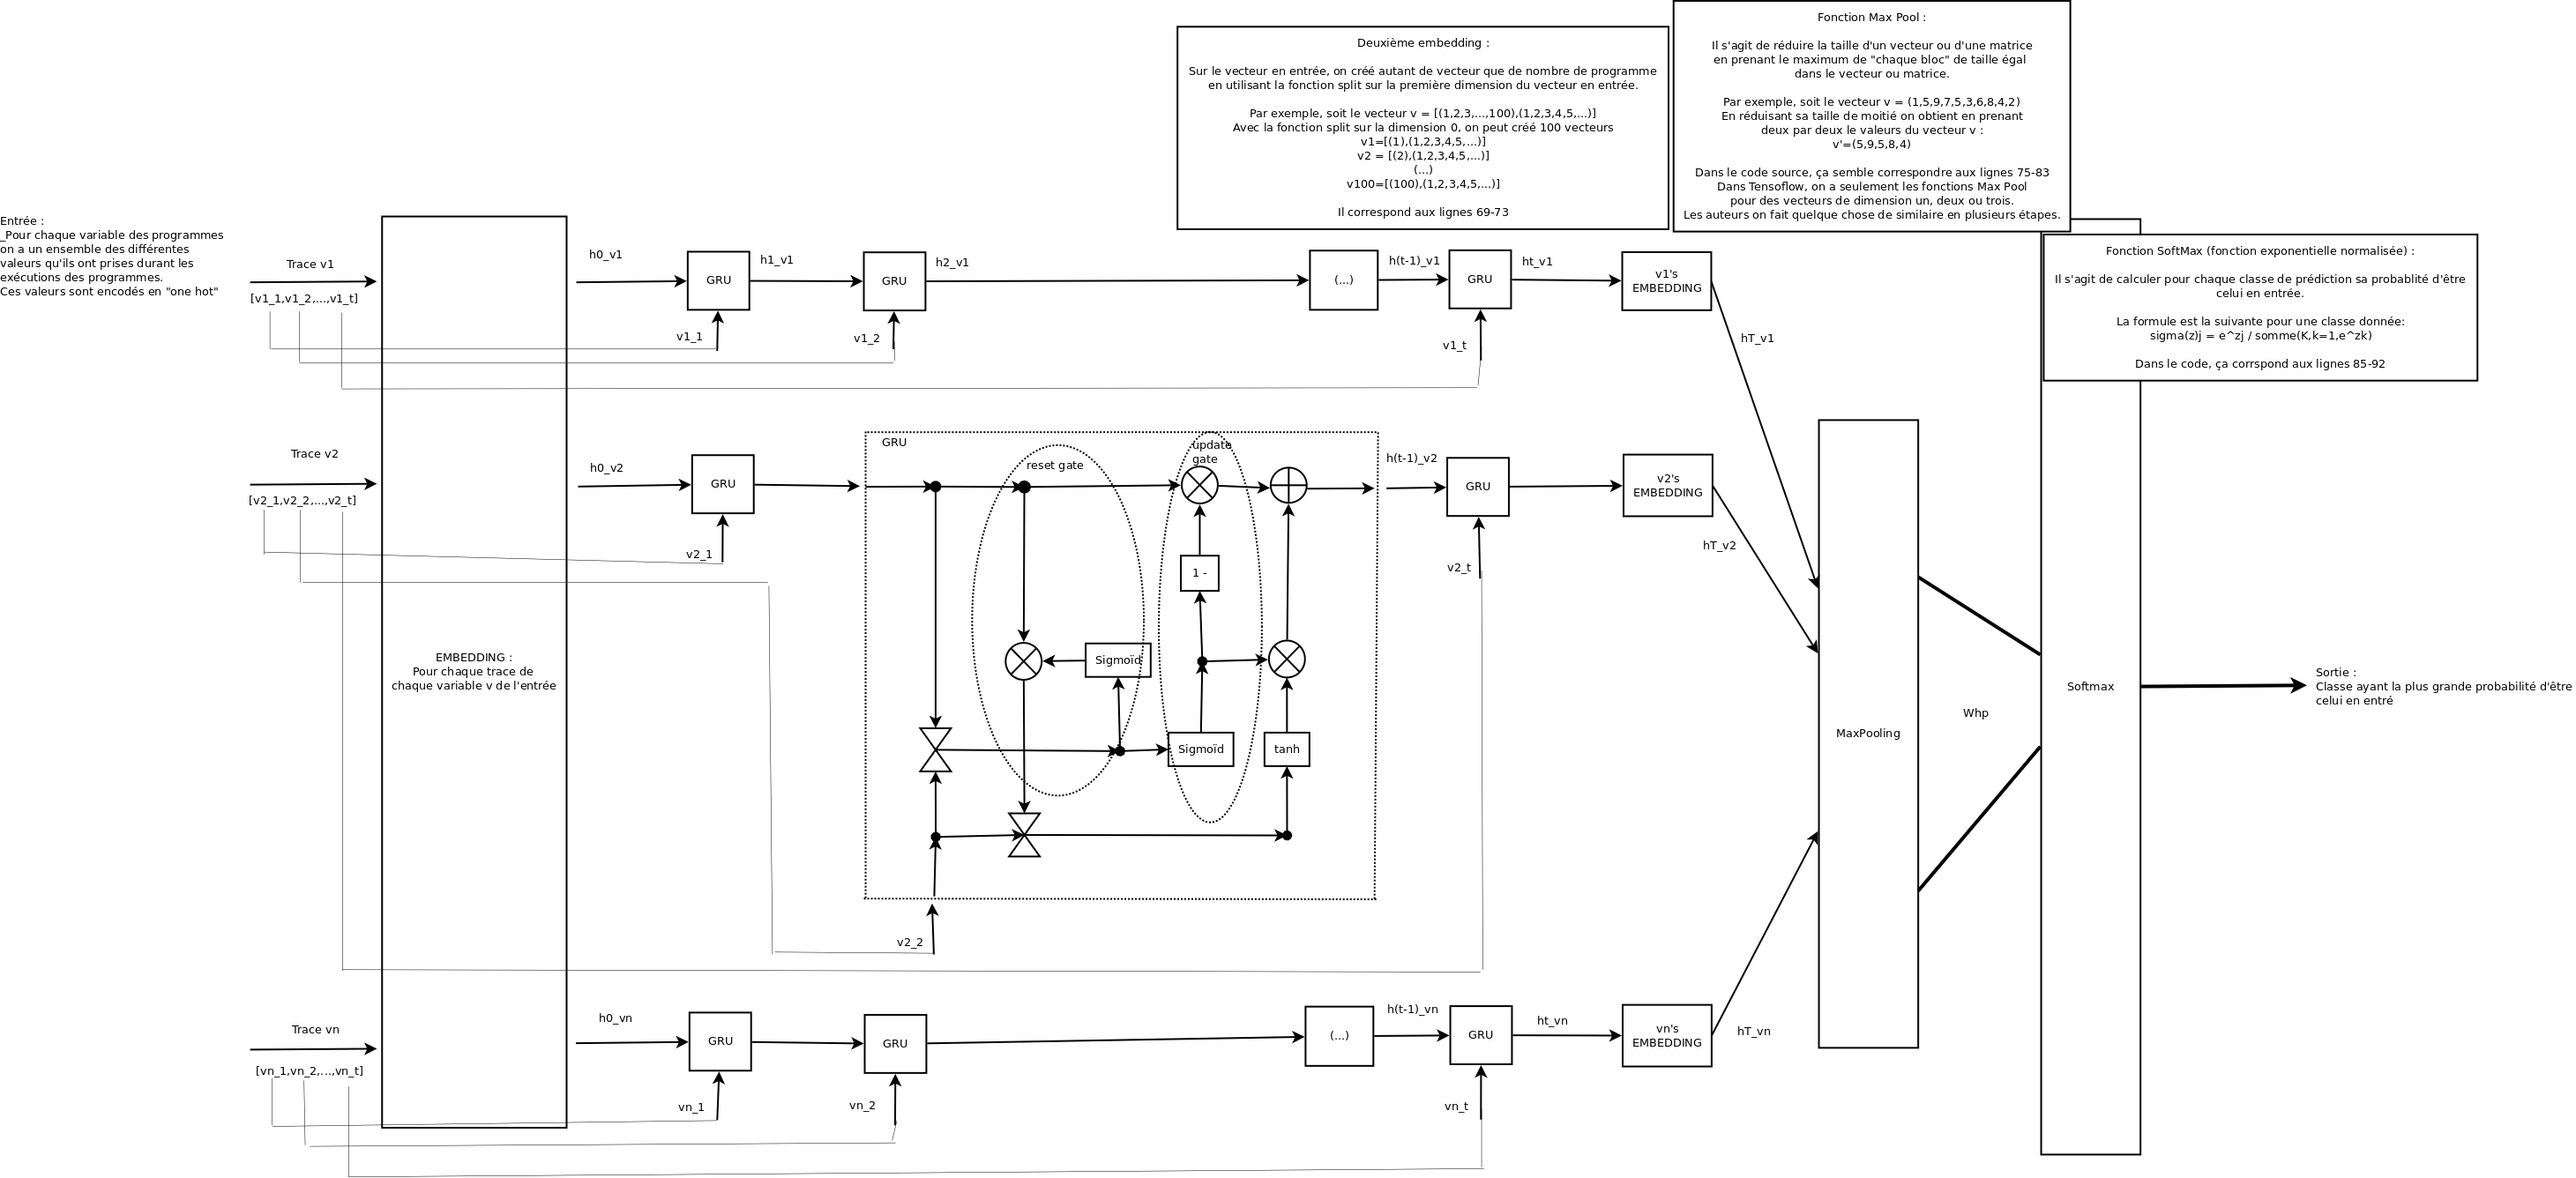 Fonction Max Pool :
Il s'agit de réduire la taille d'un vecteur ou d'une matrice
en prenant le maximum de "chaque bloc" de taille égal
dans le vecteur ou matrice.
Par exemple, soit le vecteur v = (1,5,9,7,5,3,6,8,4,2)
En réduisant sa taille de moitié on obtient en prenant
deux par deux le valeurs du vecteur v :
v'=(5,9,5,8,4)
Dans le code source, ça semble correspondre aux lignes 75-83
Dans Tensoflow, on a seulement les fonctions Max Pool
pour des vecteurs de dimension un, deux ou trois.
Les auteurs on fait quelque chose de similaire en plusieurs étapes.
Deuxième embedding :
Sur le vecteur en entrée, on créé autant de vecteur que de nombre de programme
en utilisant la fonction split sur la première dimension du vecteur en entrée.
Par exemple, soit le vecteur v = [(1,2,3,...,100),(1,2,3,4,5,...)]
Avec la fonction split sur la dimension 0, on peut créé 100 vecteurs
v1=[(1),(1,2,3,4,5,...)]
v2 = [(2),(1,2,3,4,5,...)]
(...)
v100=[(100),(1,2,3,4,5,...)]
Il correspond aux lignes 69-73
Fonction SoftMax (fonction exponentielle normalisée) :
Il s'agit de calculer pour chaque classe de prédiction sa probablité d'être
celui en entrée.
La formule est la suivante pour une classe donnée:
sigma(z)j = e^zj / somme(K,k=1,e^zk)
Dans le code, ça corrspond aux lignes 85-92
Entrée :
_Pour chaque variable des programmes
on a un ensemble des différentes
valeurs qu'ils ont prises durant les
exécutions des programmes.
Ces valeurs sont encodés en "one hot"
Trace v1
[v1_1,v1_2,...,v1_t]
h0_v1
GRU
h1_v1
GRU
h2_v1
(...)
h(t-1)_v1
GRU
ht_v1
v1's
EMBEDDING
v1_1
v1_2
v1_t
hT_v1
Trace v2
[v2_1,v2_2,...,v2_t]
h0_v2
GRU
v2_1
GRU
reset gate
update
gate
1 -
Sigmoïd
Sigmoïd
tanh
v2_2
h(t-1)_v2
GRU
v2_t
v2's
EMBEDDING
hT_v2
EMBEDDING :
Pour chaque trace de
chaque variable v de l'entrée
MaxPooling
Whp
Softmax
Sortie :
Classe ayant la plus grande probabilité d'être
celui en entré
Trace vn
[vn_1,vn_2,...,vn_t]
h0_vn
GRU
GRU
(...)
h(t-1)_vn
GRU
ht_vn
vn's
EMBEDDING
hT_vn
vn_1
vn_2
vn_t